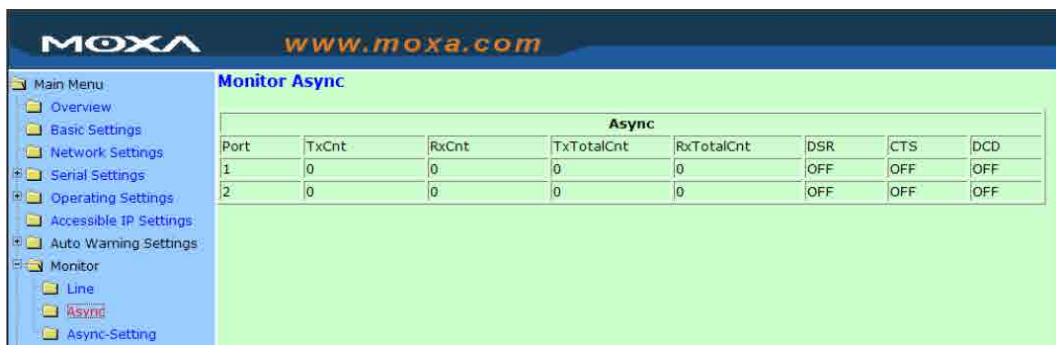 MOXA www.moxa.com
Main Menu
Overview
Basic Settings
Network Settings
Serial Settings
Operating Settings
Accessible IP Settings
Auto Warning Settings
Monitor
Line
Async
Async-Setting
Monitor Async
Async
Port TxCnt RxCnt TxTotalCnt RxTotalCnt DSR CTS DCD
1 0 0 0 0 OFF OFF OFF
2 0 0 0 0 OFF OFF OFF